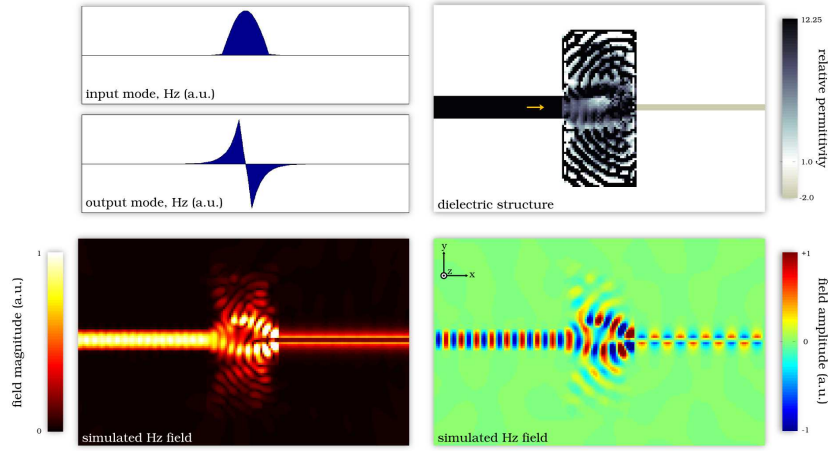 input mode, Hz (a.u.)
output mode, Hz (a.u.)
dielectric structure
12.25
1.0
-2.0
relative permittivity
1
0
field magnitude (a.u.)
simulated Hz field
y
z
x
simulated Hz field
+1
0
-1
field amplitude (a.u.)